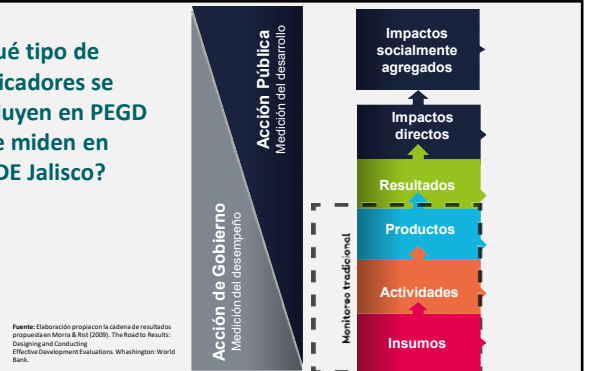 ué tipo de
icadores se
luyen en PEGD
e miden en
DE Jalisco?
Fuente: Elaboración propia con la cadena de resultados
propuesta en Morra & Rist (2009). The Road to Results:
Designing and Conducting
Effective Development Evaluations. Whashington: World
Bank.
Acción Pública
Medición del desarrollo
Acción de Gobierno
Medición del desempeño
Impactos
socialmente
agregados
Impactos
directos
Resultados
Productos
Actividades
Insumos
Monitoreo tradicional